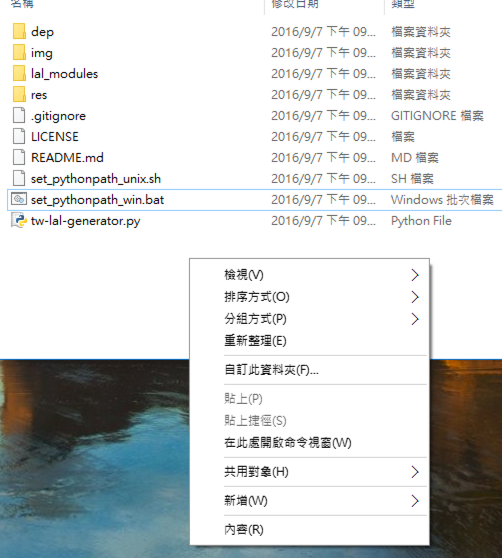 名稱 修改日期 類型
dep 2016/9/7 下午 09... 檔案資料夾
img 2016/9/7 下午 09... 檔案資料夾
lal_modules 2016/9/7 下午 09... 檔案資料夾
res 2016/9/7 下午 09... 檔案資料夾
.gitignore 2016/9/7 下午 09... GITIGNORE 檔案
LICENSE 2016/9/7 下午 09... 檔案
README.md 2016/9/7 下午 09... MD 檔案
set_pythonpath_unix.sh 2016/9/7 下午 09... SH 檔案
set_pythonpath_win.bat 2016/9/7 下午 09... Windows 批次檔案
tw-lal-generator.py 2016/9/7 下午 09... Python File
檢視(V)
排序方式(O)
分組方式(P)
重新整理(E)
自訂此資料夾(F)...
貼上(P)
貼上捷徑(S)
在此處開啟命令視窗(W)
共用對象(H)
新增(W)
內容(R)